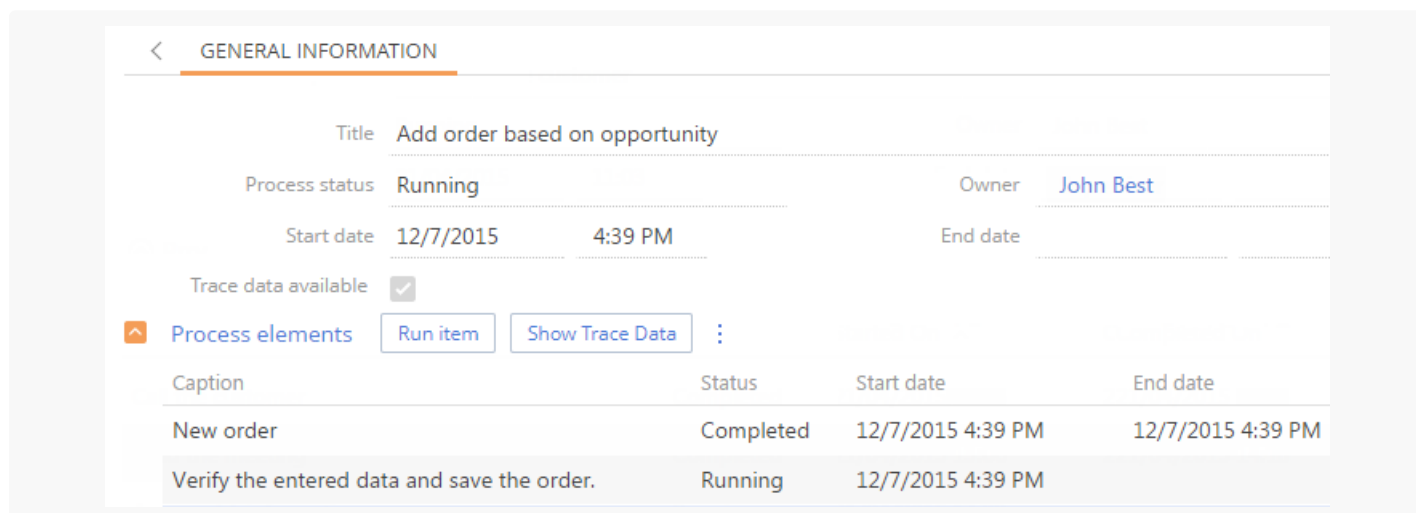 GENERAL INFORMATION
Title Add order based on opportunity
Process status Running Owner John Best
Start date 12/7/2015 4:39 PM End date
Trace data available
Process elements Run item Show Trace Data
Caption Status Start date End date
New order Completed 12/7/2015 4:39 PM 12/7/2015 4:39 PM
Verify the entered data and save the order. Running 12/7/2015 4:39 PM